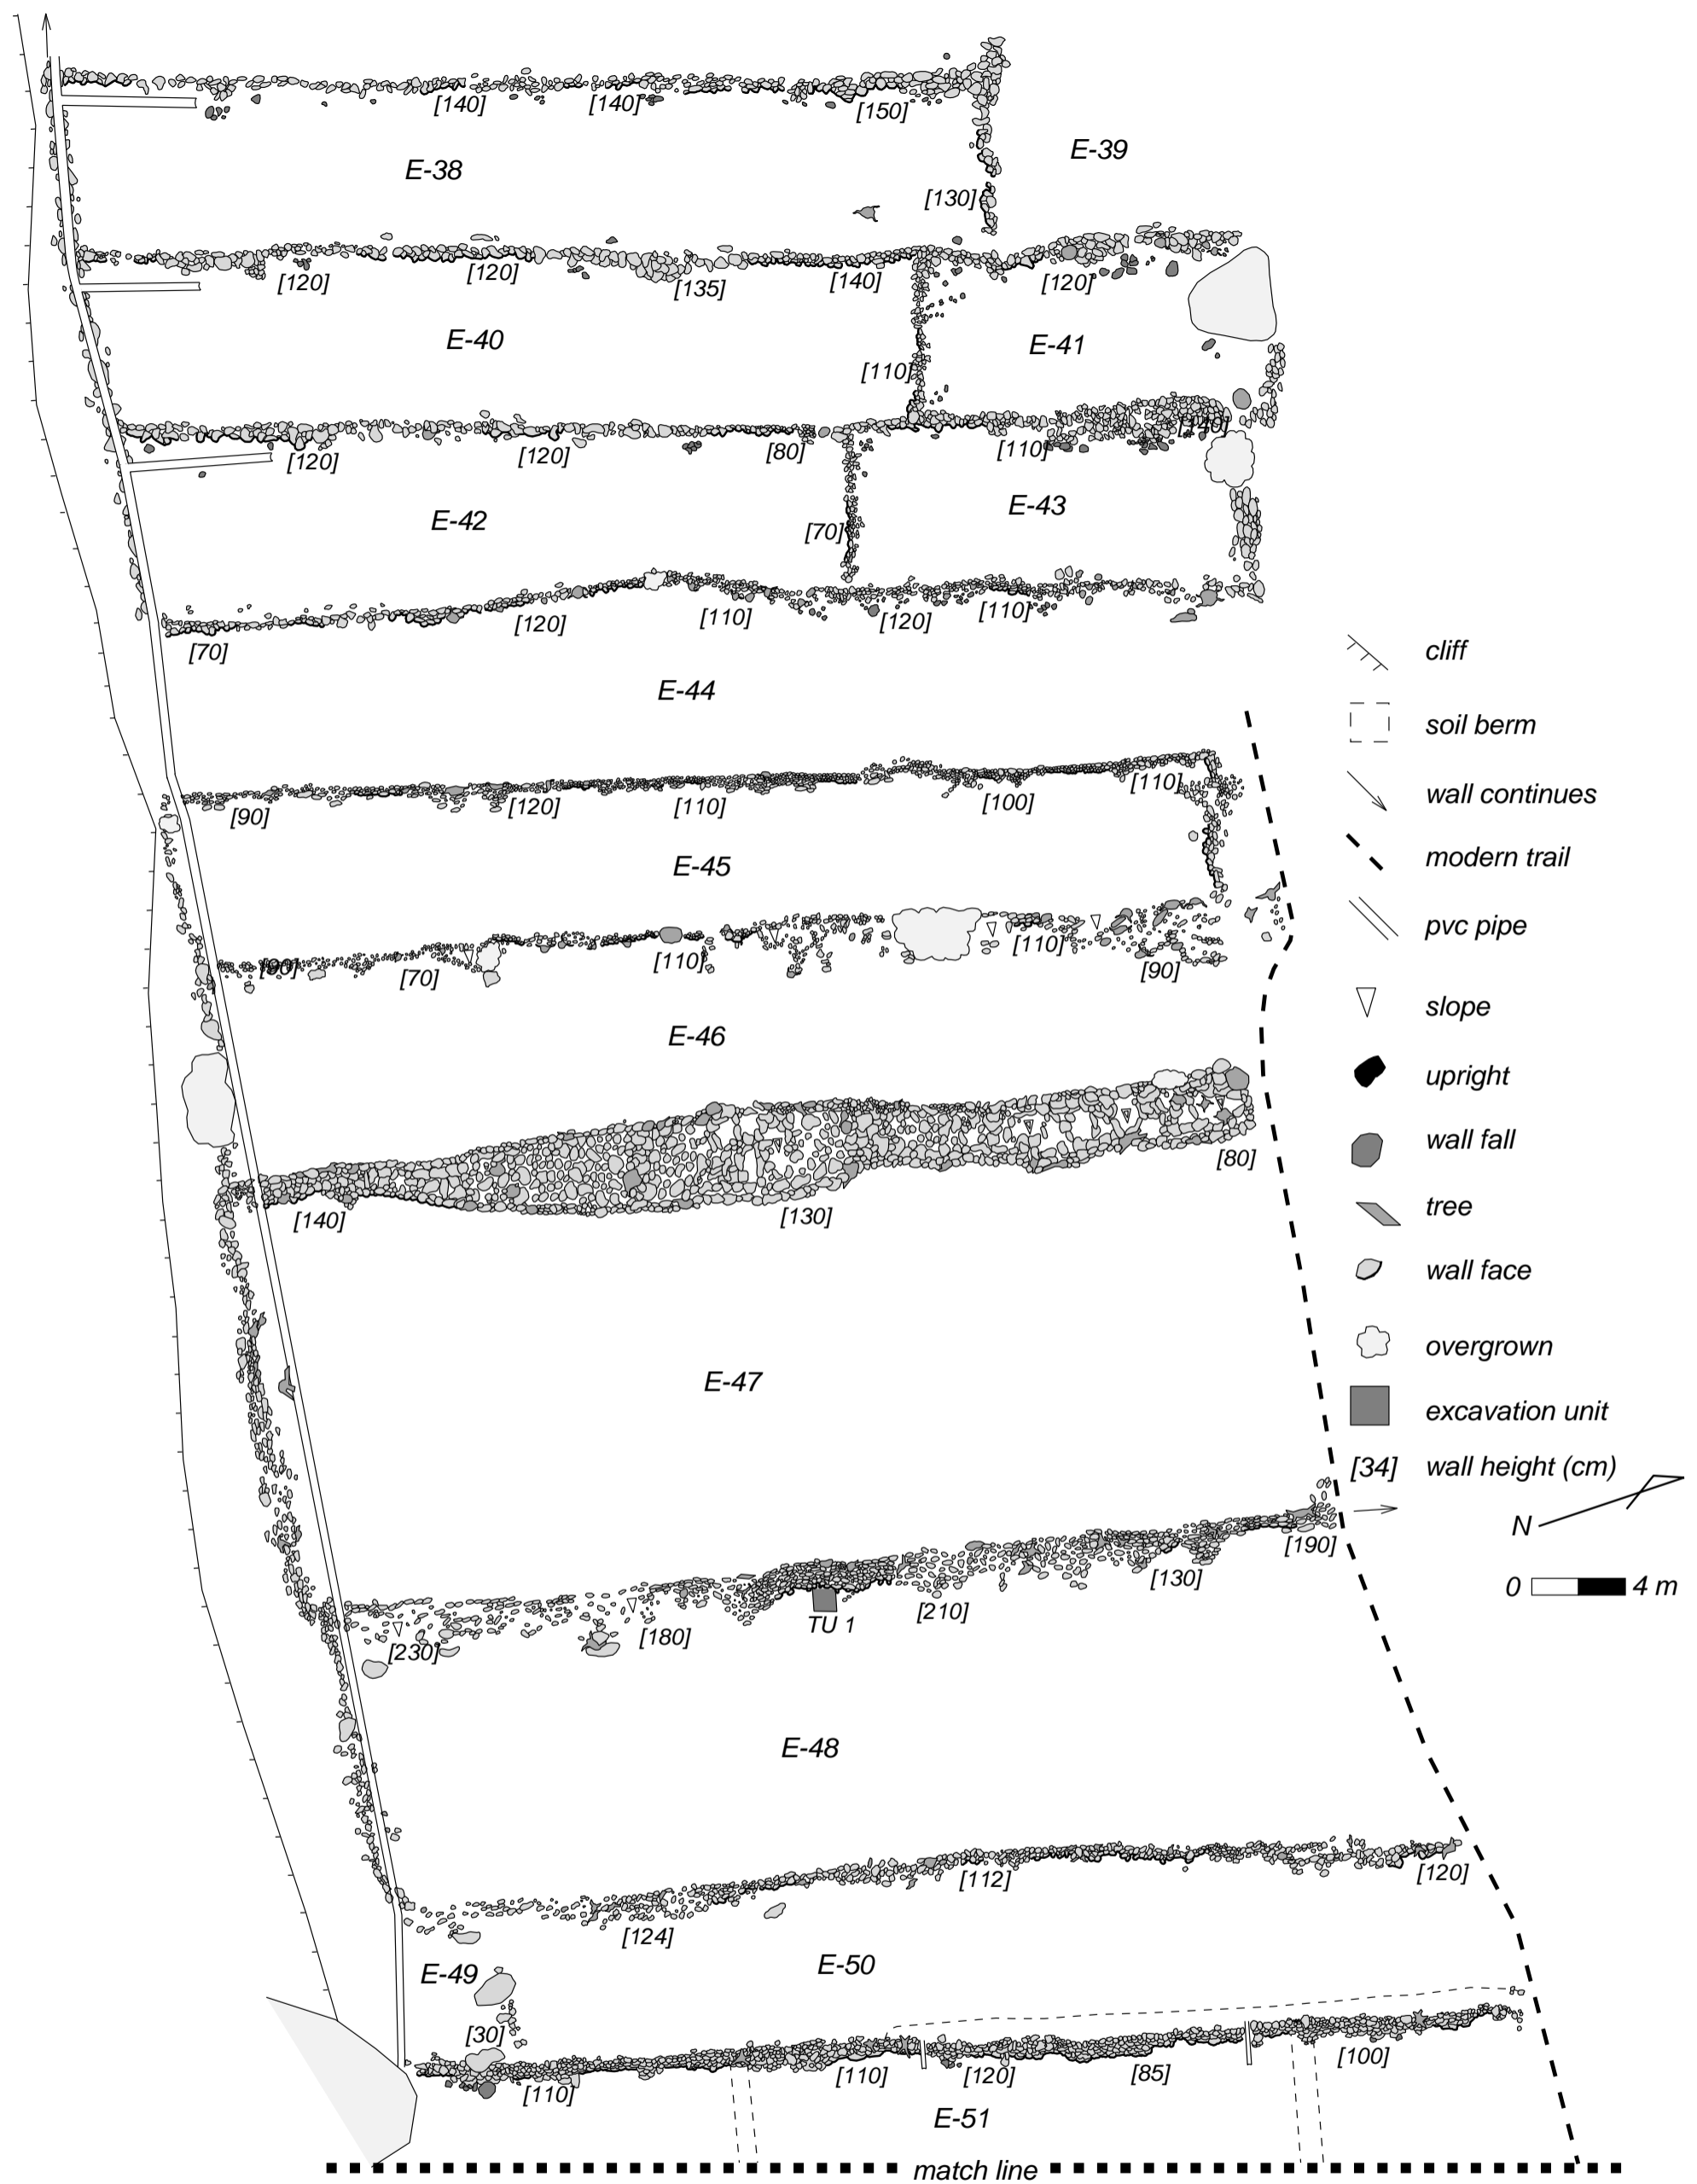 [140] [140] [150]
E-38 E-39
[130]
[120] [120] [135] [140] [120]
E-40 E-41
[110]
[120] [120] [80] [110] [140]
E-42 E-43
[70]
[70] [120] [110] [120] [110]
E-44
[90] [120] [110] [100] [110]
E-45
[90] [70] [110] [110] [90]
E-46
[140] [130] [80]
E-47
[230] [180] TU 1 [210] [130] [190]
E-48
[124] [112] [120]
E-49 E-50
[30]
[110] [110] [120] [85] [100]
E-51
match line
cliff
soil berm
wall continues
modern trail
pvc pipe
slope
upright
wall fall
tree
wall face
overgrown
excavation unit
[34] wall height (cm)
N
0 4 m